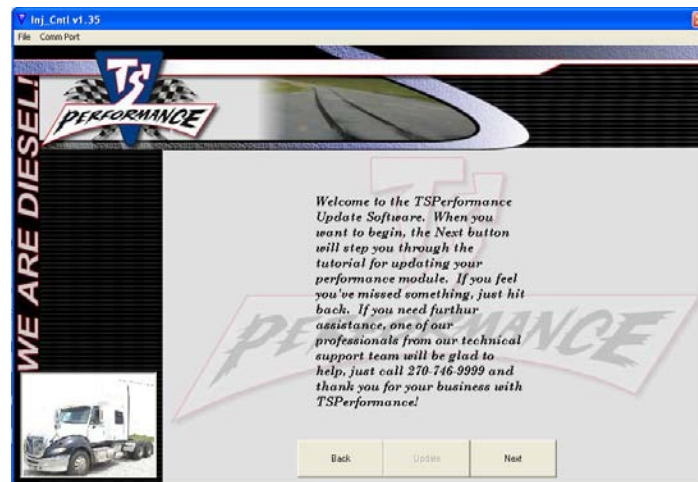 Inj_Cntl v1.35
File Comm Port
TS
PERFORMANCE
WE ARE DIESEL!
TS
PERFORMANCE
Welcome to the TSPerformance
Update Software. When you
want to begin, the Next button
will step you through the
tutorial for updating your
performance module. If you feel
you've missed something, just hit
back. If you need furthur
assistance, one of our
professionals from our technical
support team will be glad to
help, just call 270-746-9999 and
thank you for your business with
TSPerformance!
Back Update Next